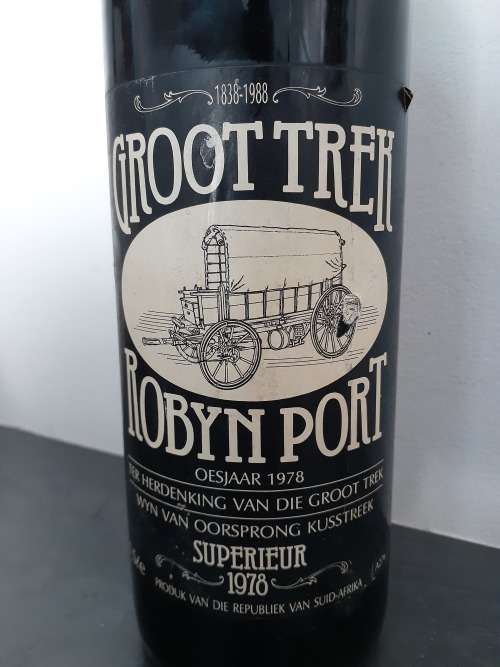 1838-1988
GROOT TREK
ROBYN PORT
OESJAAR 1978
TER HERDENKING VAN DIE GROOT TREK
WYN VAN OORSPRONG KUSSTREEK
SUPERIEUR
1978
PRODUK VAN DIE REPUBLIEK VAN SUID-AFRIKA